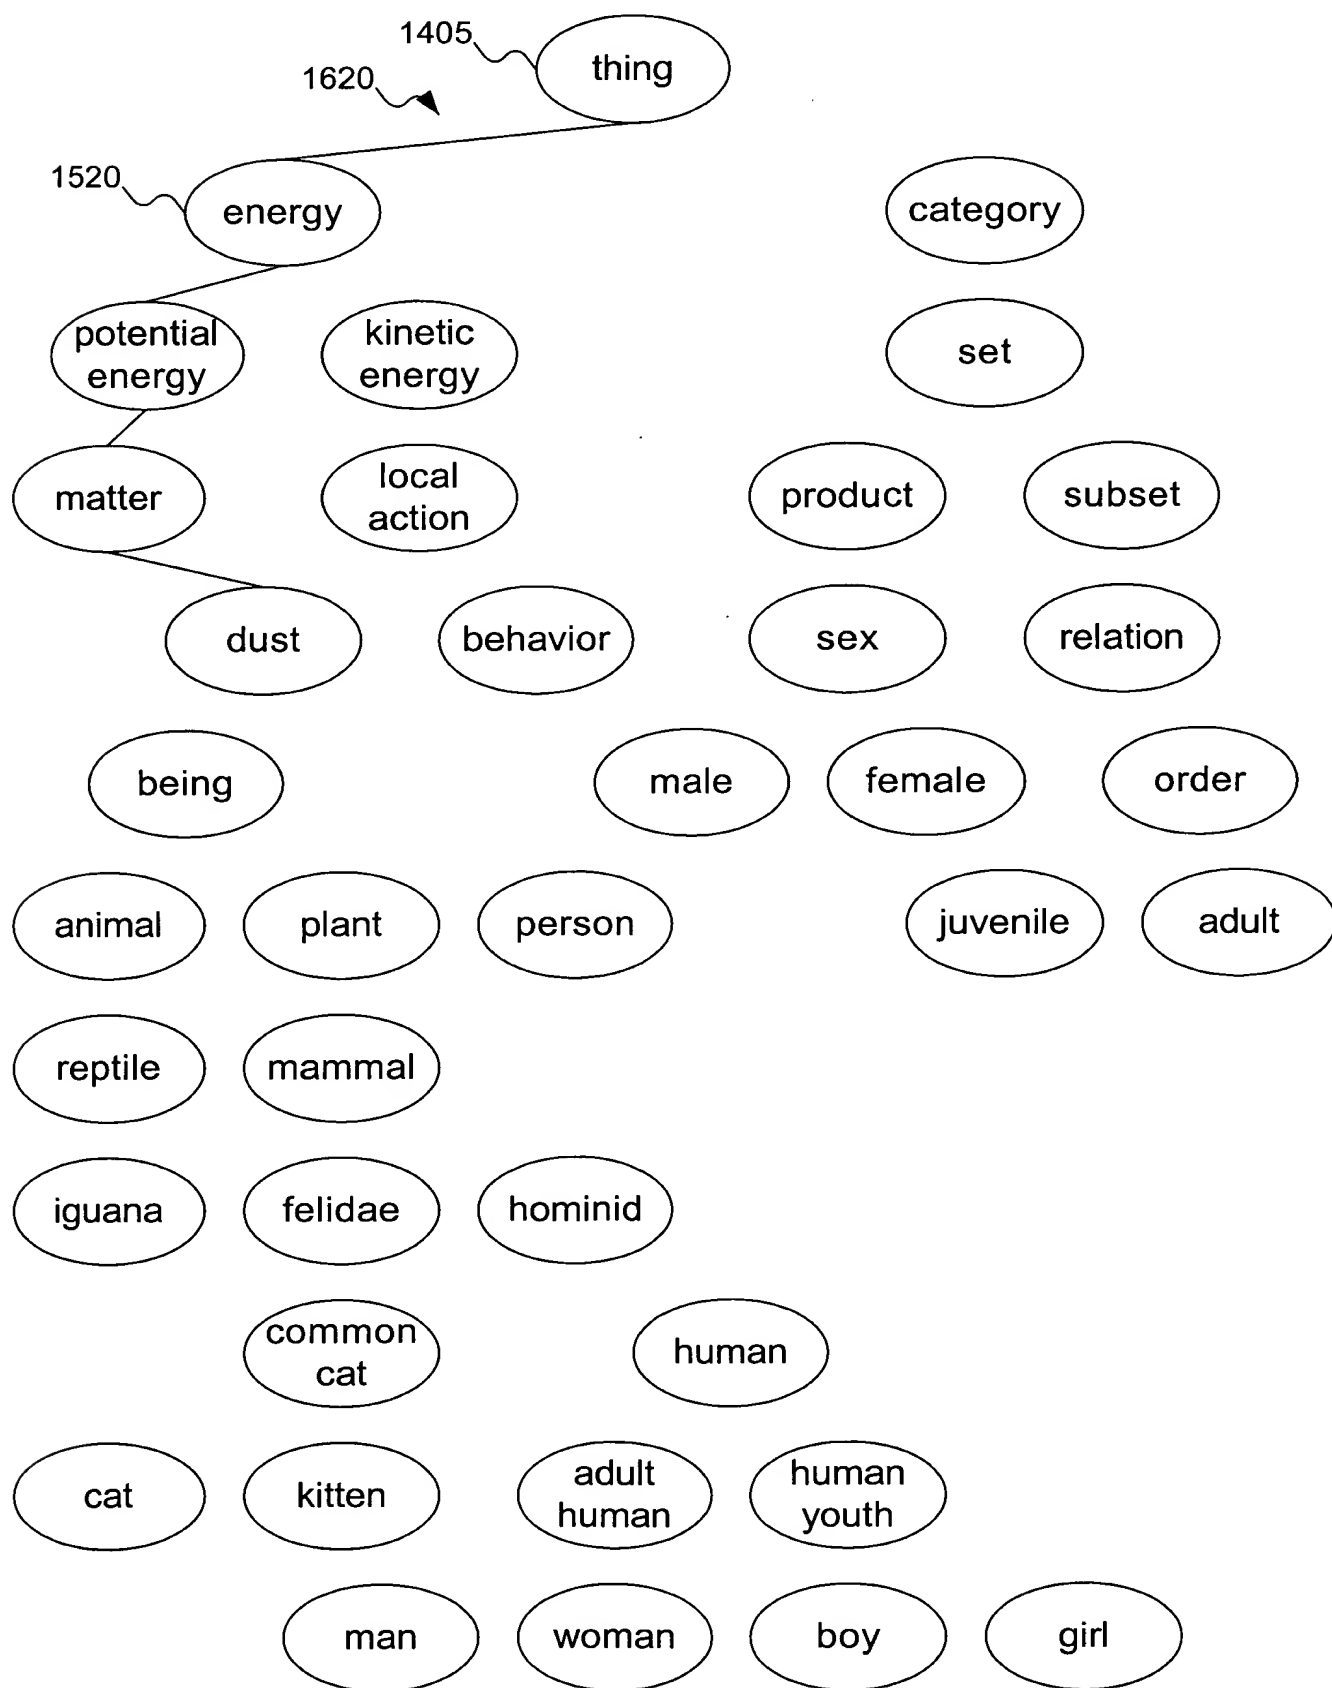 1405
thing
1620
1520
energy
category
potential
energy
kinetic
energy
set
matter
local
action
product
subset
dust
behavior
sex
relation
being
male
female
order
animal
plant
person
juvenile
adult
reptile
mammal
iguana
felidae
hominid
common
cat
human
cat
kitten
adult
human
human
youth
man
woman
boy
girl